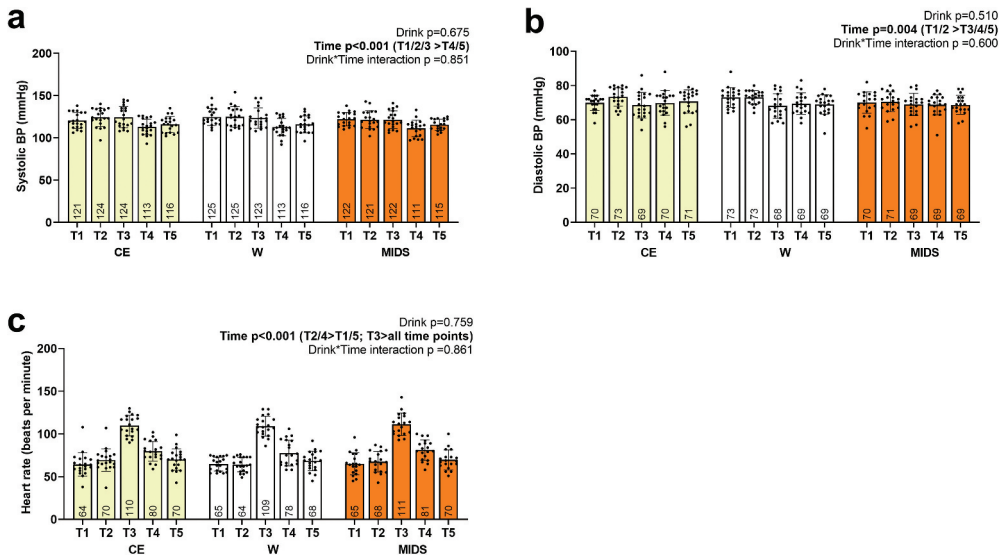 a
Drink p=0.675
Time p<0.001 (T1/2/3 >T4/5)
Drink*Time interaction p =0.851
Systolic BP (mmHg)
200
150
100
50
0
121
124
124
113
116
125
125
123
113
116
122
121
122
111
115
T1 T2 T3 T4 T5 T1 T2 T3 T4 T5 T1 T2 T3 T4 T5
CE W MIDS
b
Drink p=0.510
Time p=0.004 (T1/2 >T3/4/5)
Drink*Time interaction p =0.600
Diastolic BP (mmHg)
100
80
60
40
20
0
70
73
69
70
71
73
73
68
69
69
70
71
69
69
69
T1 T2 T3 T4 T5 T1 T2 T3 T4 T5 T1 T2 T3 T4 T5
CE W MIDS
c
Drink p=0.759
Time p<0.001 (T2/4>T1/5; T3>all time points)
Drink*Time interaction p =0.861
Heart rate (beats per minute)
200
150
100
50
0
64
70
110
80
70
65
64
109
78
68
65
68
111
81
70
T1 T2 T3 T4 T5 T1 T2 T3 T4 T5 T1 T2 T3 T4 T5
CE W MIDS